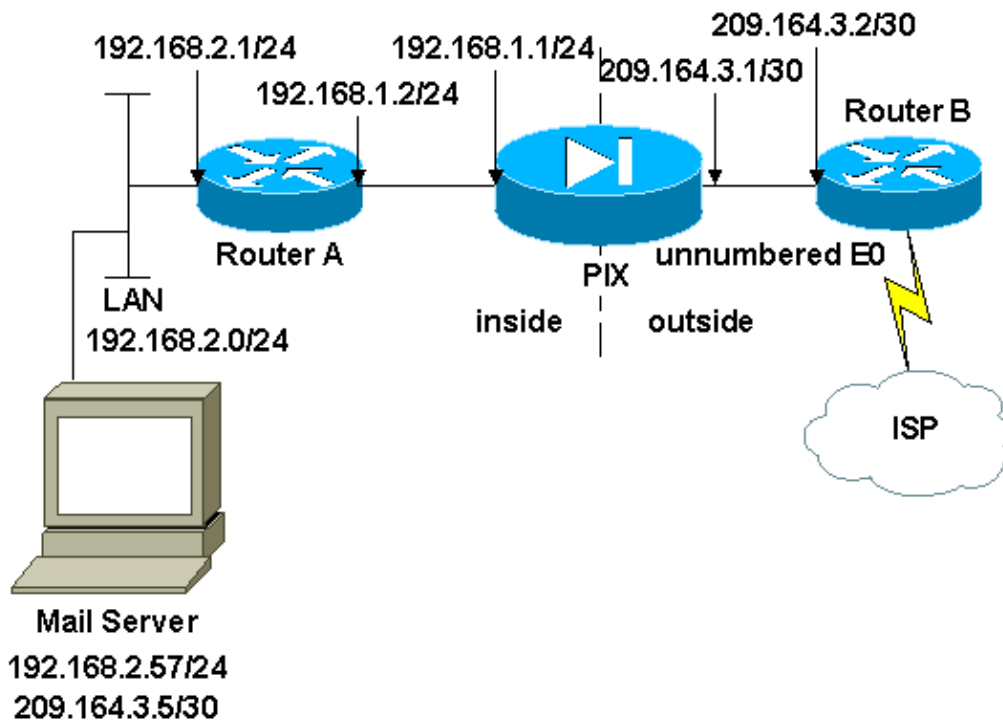 192.168.2.1/24
192.168.1.1/24
209.164.3.2/30
192.168.1.2/24
209.164.3.1/30
Router B
Router A
PIX
unnumbered E0
LAN
192.168.2.0/24
inside
outside
ISP
Mail Server
192.168.2.57/24
209.164.3.5/30